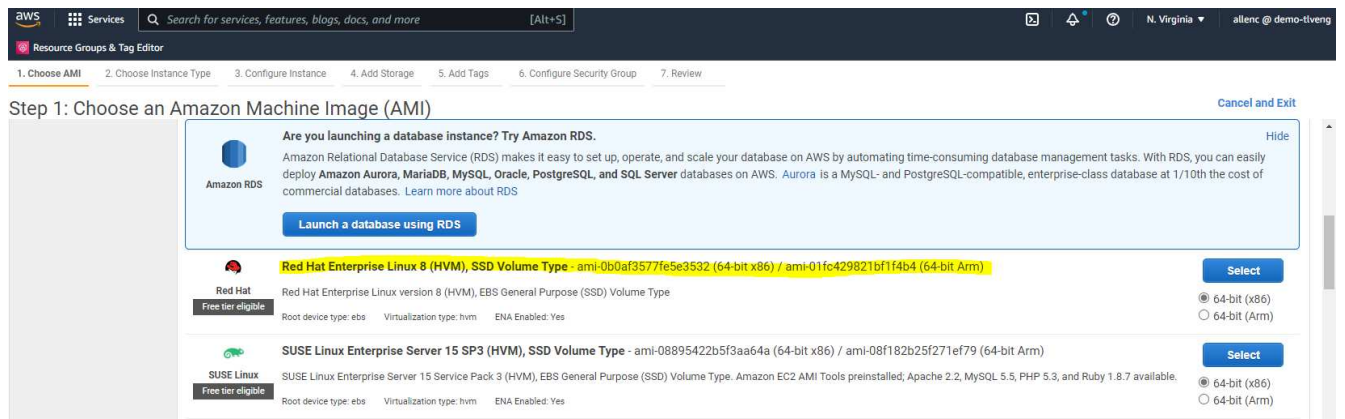 aws Services Search for services, features, blogs, docs, and more [Alt+S] N. Virginia ▼ allenc @ demo-tlveng
Resource Groups & Tag Editor
1. Choose AMI 2. Choose Instance Type 3. Configure Instance 4. Add Storage 5. Add Tags 6. Configure Security Group 7. Review
Step 1: Choose an Amazon Machine Image (AMI) Cancel and Exit
Are you launching a database instance? Try Amazon RDS. Hide
Amazon Relational Database Service (RDS) makes it easy to set up, operate, and scale your database on AWS by automating time-consuming database management tasks. With RDS, you can easily
deploy Amazon Aurora, MariaDB, MySQL, Oracle, PostgreSQL, and SQL Server databases on AWS. Aurora is a MySQL- and PostgreSQL-compatible, enterprise-class database at 1/10th the cost of
commercial databases. Learn more about RDS
Amazon RDS
Launch a database using RDS
Red Hat Enterprise Linux 8 (HVM), SSD Volume Type - ami-0b0af3577fe5e3532 (64-bit x86) / ami-01fc429821bf1f4b4 (64-bit Arm)
Select
Red Hat
Red Hat Enterprise Linux version 8 (HVM), EBS General Purpose (SSD) Volume Type
Free tier eligible
64-bit (x86)
64-bit (Arm)
Root device type: ebs Virtualization type: hvm ENA Enabled: Yes
SUSE Linux Enterprise Server 15 SP3 (HVM), SSD Volume Type - ami-08895422b5f3aa64a (64-bit x86) / ami-08f182b25f271ef79 (64-bit Arm)
Select
SUSE Linux
SUSE Linux Enterprise Server 15 Service Pack 3 (HVM), EBS General Purpose (SSD) Volume Type. Amazon EC2 AMI Tools preinstalled; Apache 2.2, MySQL 5.5, PHP 5.3, and Ruby 1.8.7 available.
Free tier eligible
64-bit (x86)
64-bit (Arm)
Root device type: ebs Virtualization type: hvm ENA Enabled: Yes